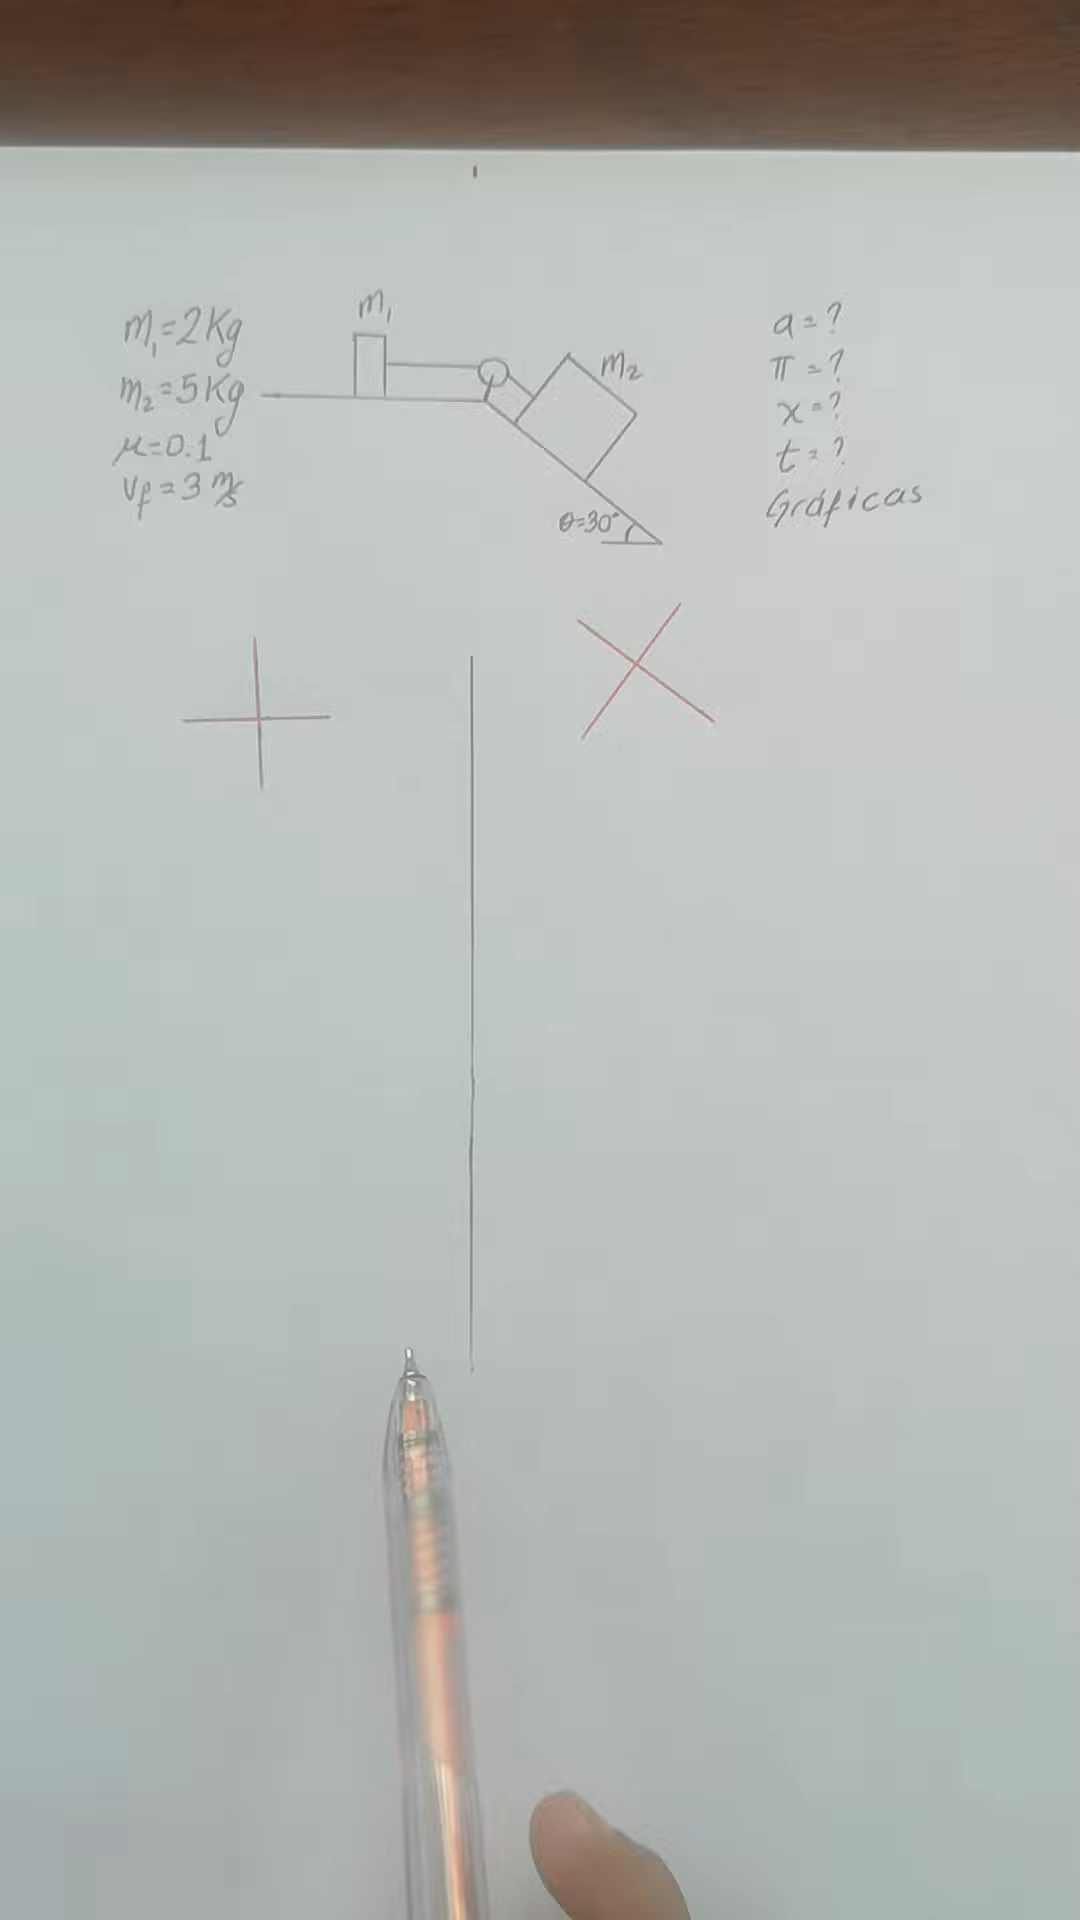 m₁=2Kg
m₂=5Kg
μ=0.1
Vf=3 m/s
m₁
m₂
θ=30°
a=?
T=?
x=?
t=?
Gráficas